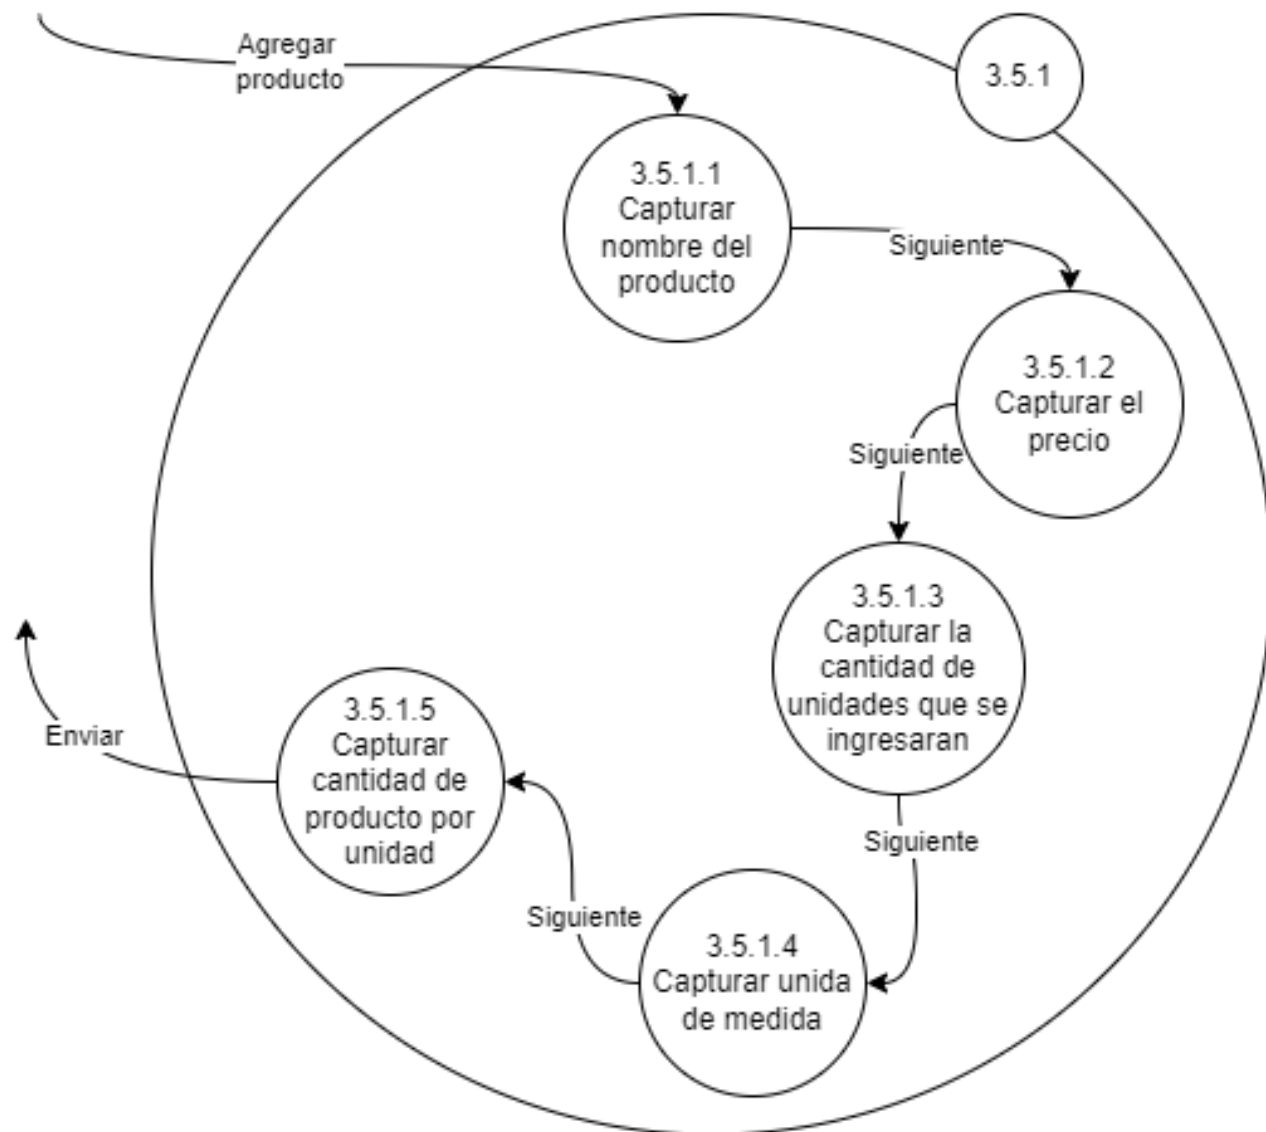 Agregar
producto
3.5.1
3.5.1.1
Capturar
nombre del
producto
Siguiente
3.5.1.2
Capturar el
precio
Siguiente
3.5.1.3
Capturar la
cantidad de
unidades que se
ingresaran
Siguiente
3.5.1.4
Capturar unida
de medida
Siguiente
3.5.1.5
Capturar
cantidad de
producto por
unidad
Enviar